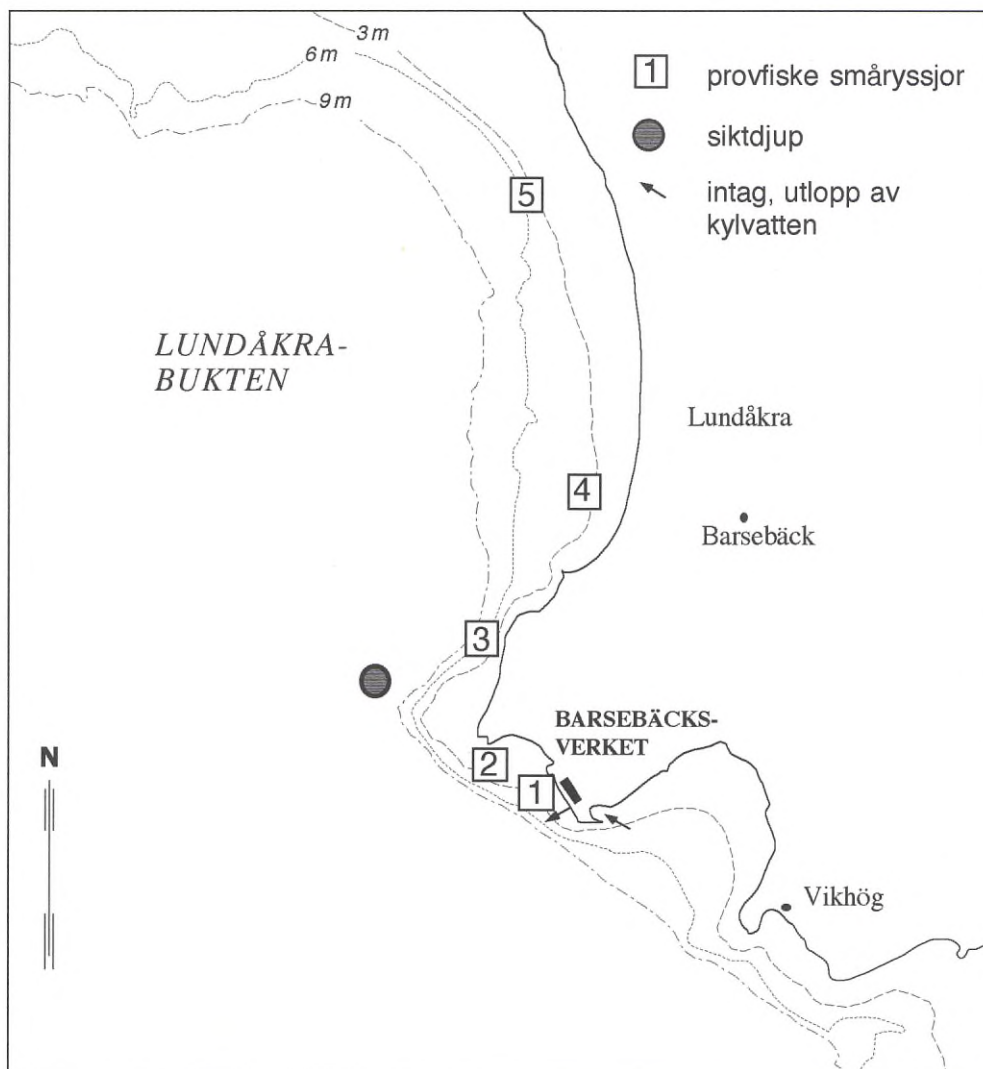 3 m
6 m
9 m
1 provfiske småryssjor
siktdjup
intag, utlopp av
kylvatten
5
LUNDÅKRA-
BUKTEN
Lundåkra
4
Barsebäck
3
BARSEBÄCKS-
VERKET
N
2
1
Vikhög